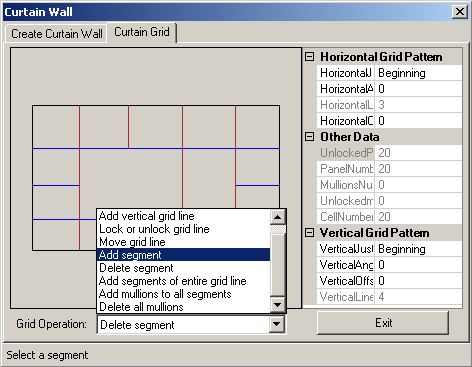 Curtain Wall
Create Curtain Wall
Curtain Grid
Horizontal Grid Pattern
HorizontalJ Beginning
HorizontalA 0
HorizontalL 3
HorizontalO 0
Other Data
UnlockedP 20
PanelNumb 20
MullionsNu 0
Unlockedm 0
CellNumber 20
Vertical Grid Pattern
VerticalJust Beginning
VerticalAng 0
VerticalOffs 0
VerticalLine 4
Add vertical grid line
Lock or unlock grid line
Move grid line
Add segment
Delete segment
Add segments of entire grid line
Add mullions to all segments
Delete all mullions
Grid Operation: Delete segment
Exit
Select a segment